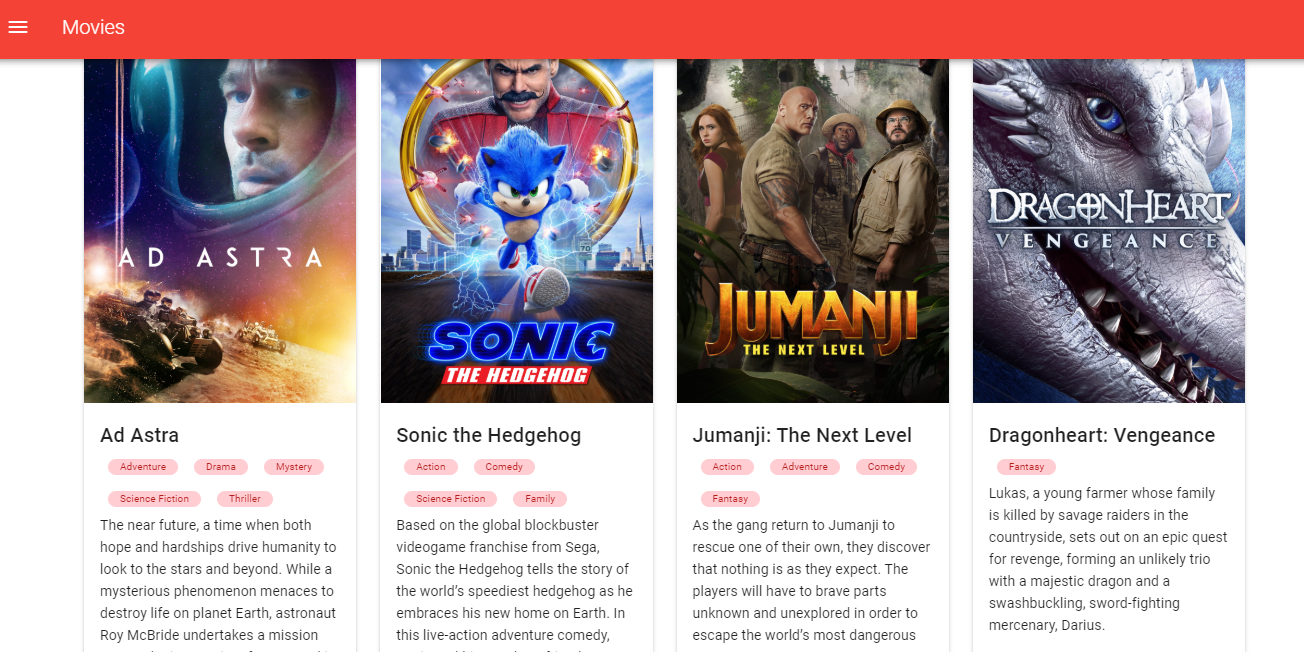 Movies
AD ASTRA
Ad Astra
Adventure Drama Mystery
Science Fiction Thriller
The near future, a time when both
hope and hardships drive humanity to
look to the stars and beyond. While a
mysterious phenomenon menaces to
destroy life on planet Earth, astronaut
Roy McBride undertakes a mission
70
SONIC
THE HEDGEHOG
Sonic the Hedgehog
Action Comedy
Science Fiction Family
Based on the global blockbuster
videogame franchise from Sega,
Sonic the Hedgehog tells the story of
the world’s speediest hedgehog as he
embraces his new home on Earth. In
this live-action adventure comedy,
JUMANJI
THE NEXT LEVEL
Jumanji: The Next Level
Action Adventure Comedy
Fantasy
As the gang return to Jumanji to
rescue one of their own, they discover
that nothing is as they expect. The
players will have to brave parts
unknown and unexplored in order to
escape the world’s most dangerous
DRAGONHEART
VENGEANCE
Dragonheart: Vengeance
Fantasy
Lukas, a young farmer whose family
is killed by savage raiders in the
countryside, sets out on an epic quest
for revenge, forming an unlikely trio
with a majestic dragon and a
swashbuckling, sword-fighting
mercenary, Darius.